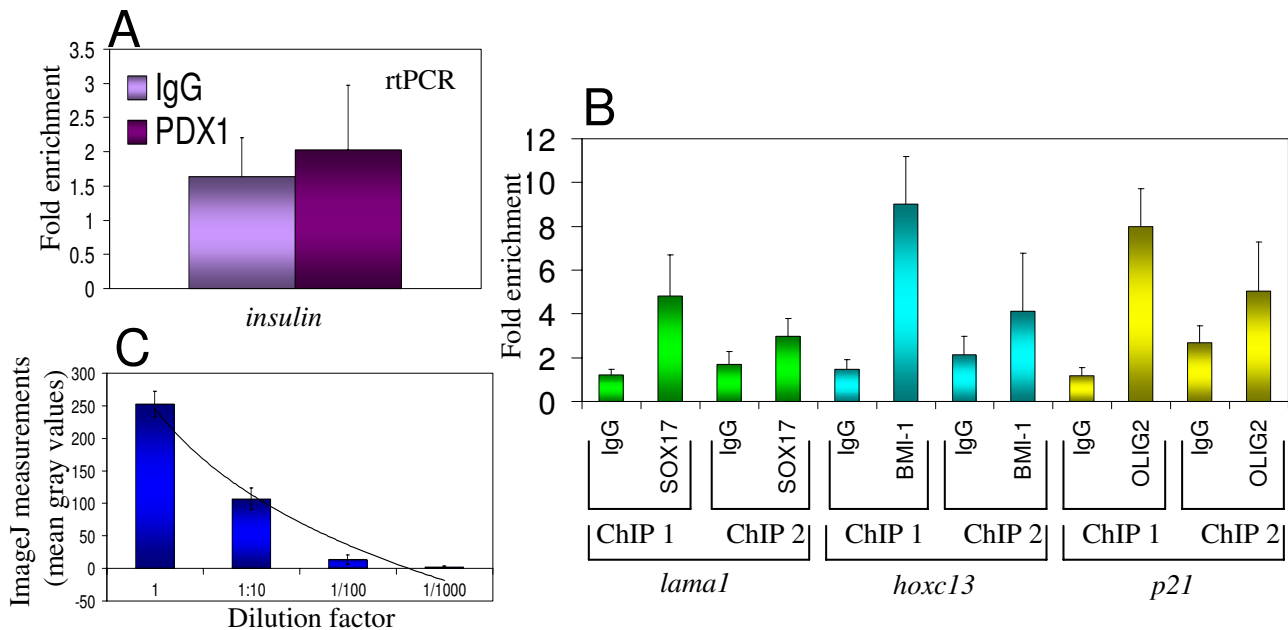 A
3.5
3
2.5
2
1.5
1
0.5
0
Fold enrichment
IgG
PDX1
rtPCR
insulin
B
12
10
8
6
4
2
0
Fold enrichment
IgG
SOX17
IgG
SOX17
IgG
BMI-1
IgG
BMI-1
IgG
OLIG2
IgG
OLIG2
ChIP 1 ChIP 2 ChIP 1 ChIP 2 ChIP 1 ChIP 2
lama1 hoxc13 p21
C
300
250
200
150
100
50
0
-50
ImageJ measurements
(mean gray values)
1 1:10 1/100 1/1000
Dilution factor